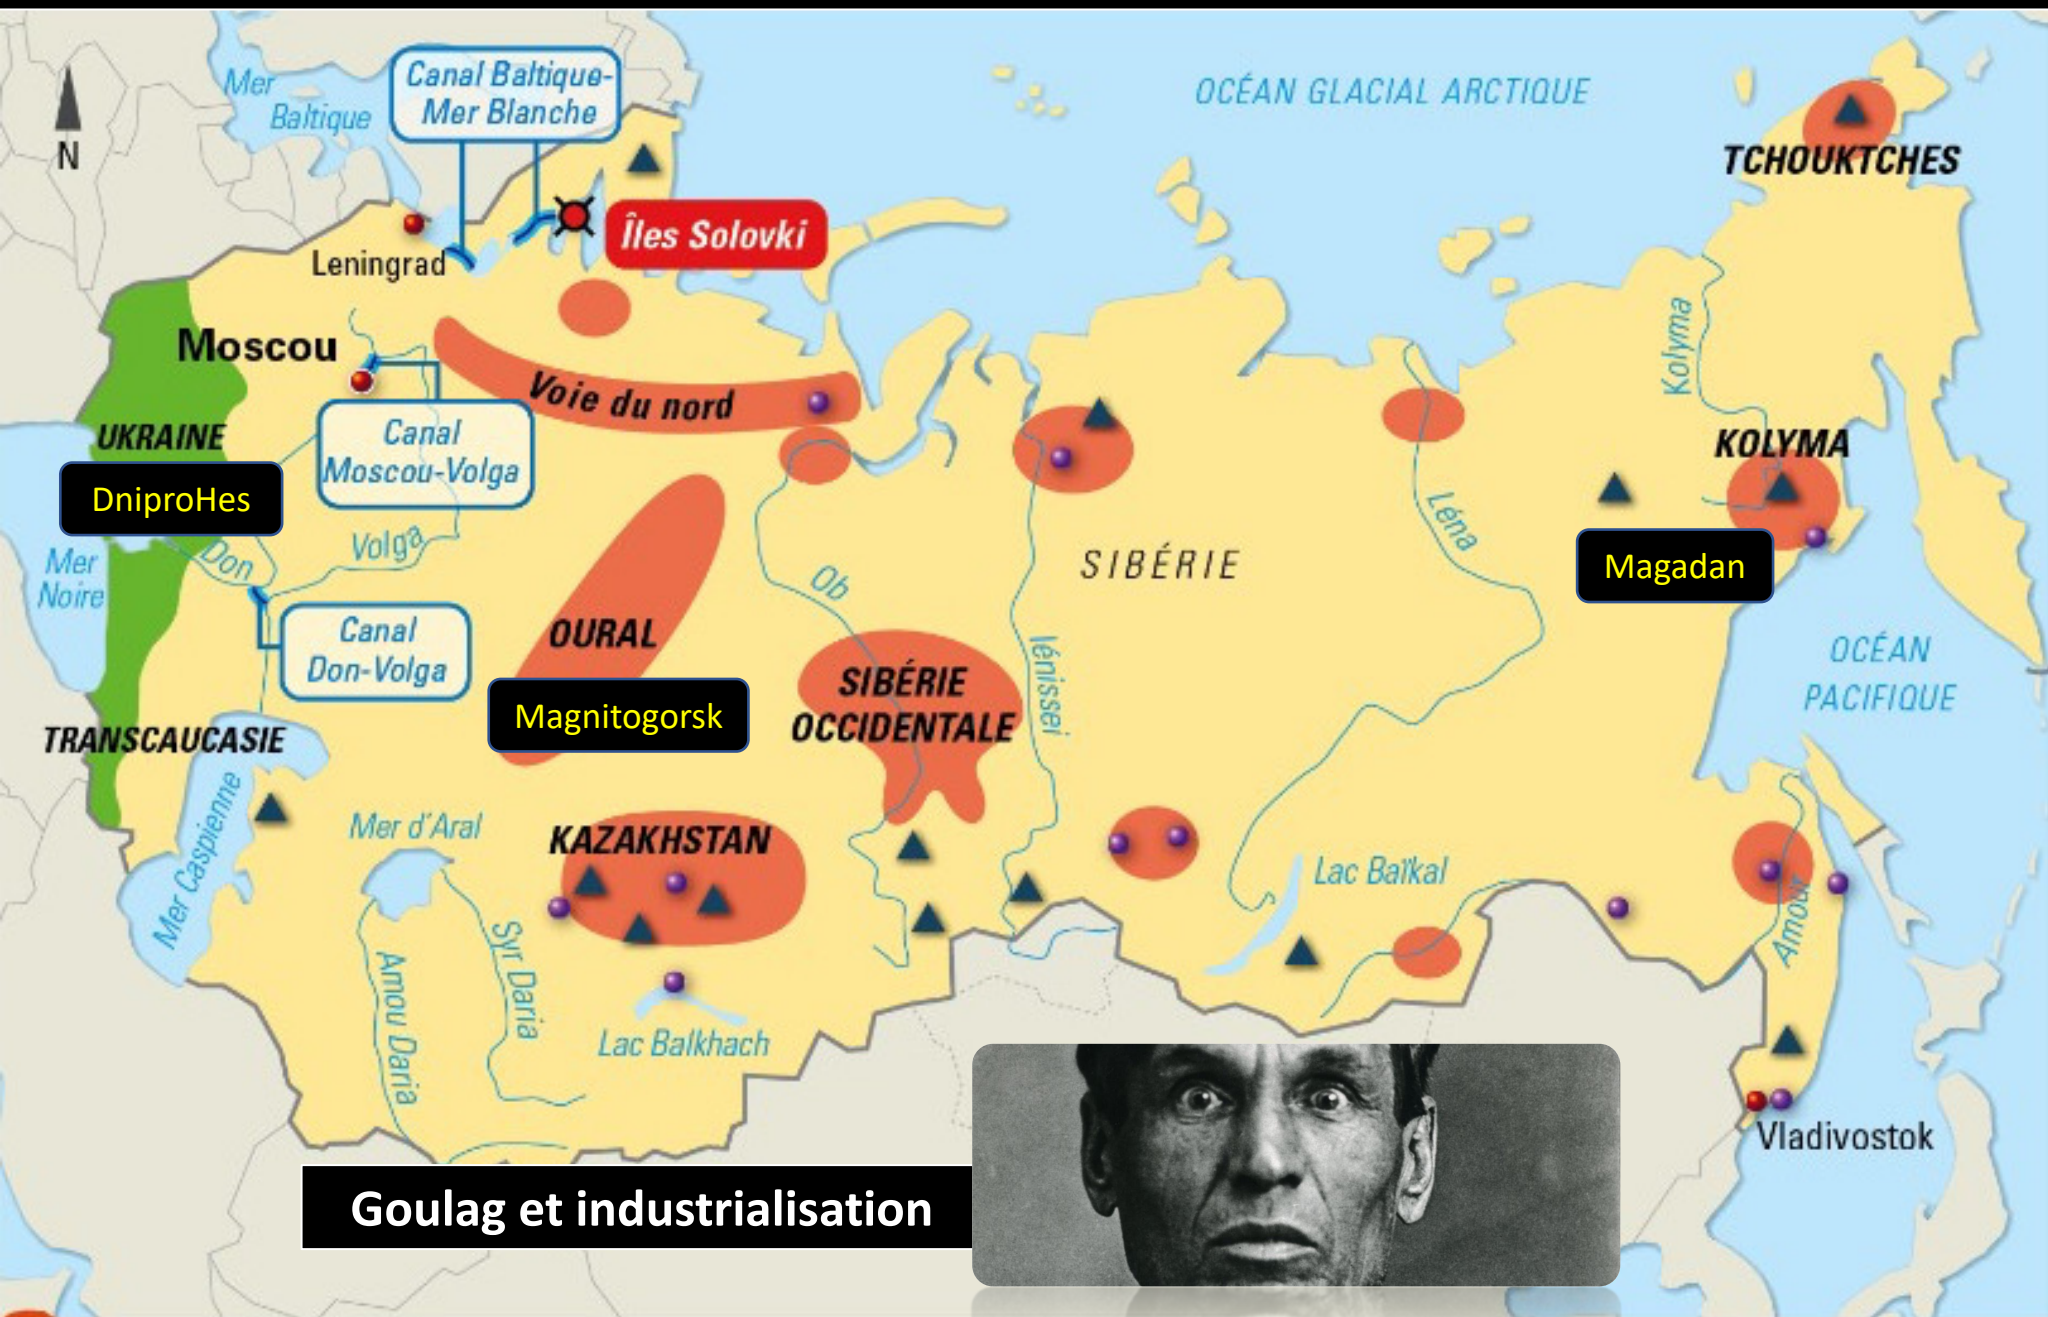 Mer
Baltique
Canal Baltique-
Mer Blanche
OCÉAN GLACIAL ARCTIQUE
N
TCHOUKTCHES
Îles Solovki
Leningrad
Moscou
Kolyma
Voie du nord
UKRAINE
Canal
Moscou-Volga
KOLYMA
DniproHes
Léna
Volga
Don
Mer
Noire
SIBÉRIE
Magadan
Ob
OURAL
Canal
Don-Volga
Iénisseï
SIBÉRIE
OCCIDENTALE
OCÉAN
PACIFIQUE
Magnitogorsk
TRANSCAUCASIE
Mer Caspienne
Mer d'Aral
KAZAKHSTAN
Lac Baïkal
Amour
Syr Daria
Amou Daria
Lac Balkhach
Vladivostok
Goulag et industrialisation